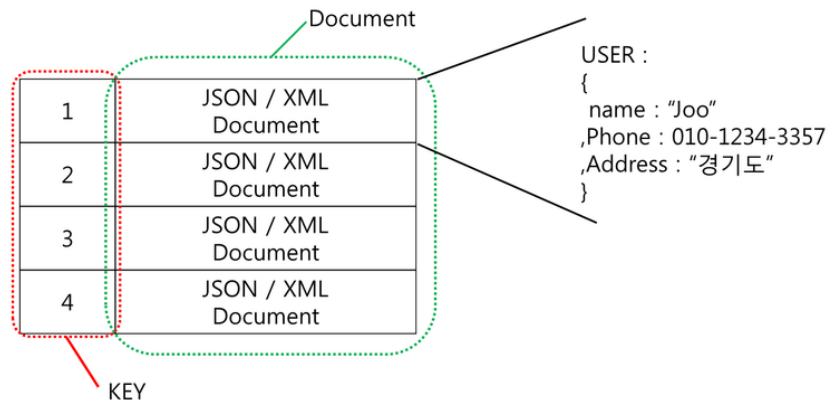 Document
USER :
{
name : "Joo"
,Phone : 010-1234-3357
,Address : "경기도"
}
1
JSON / XML
Document
2
JSON / XML
Document
3
JSON / XML
Document
4
JSON / XML
Document
KEY